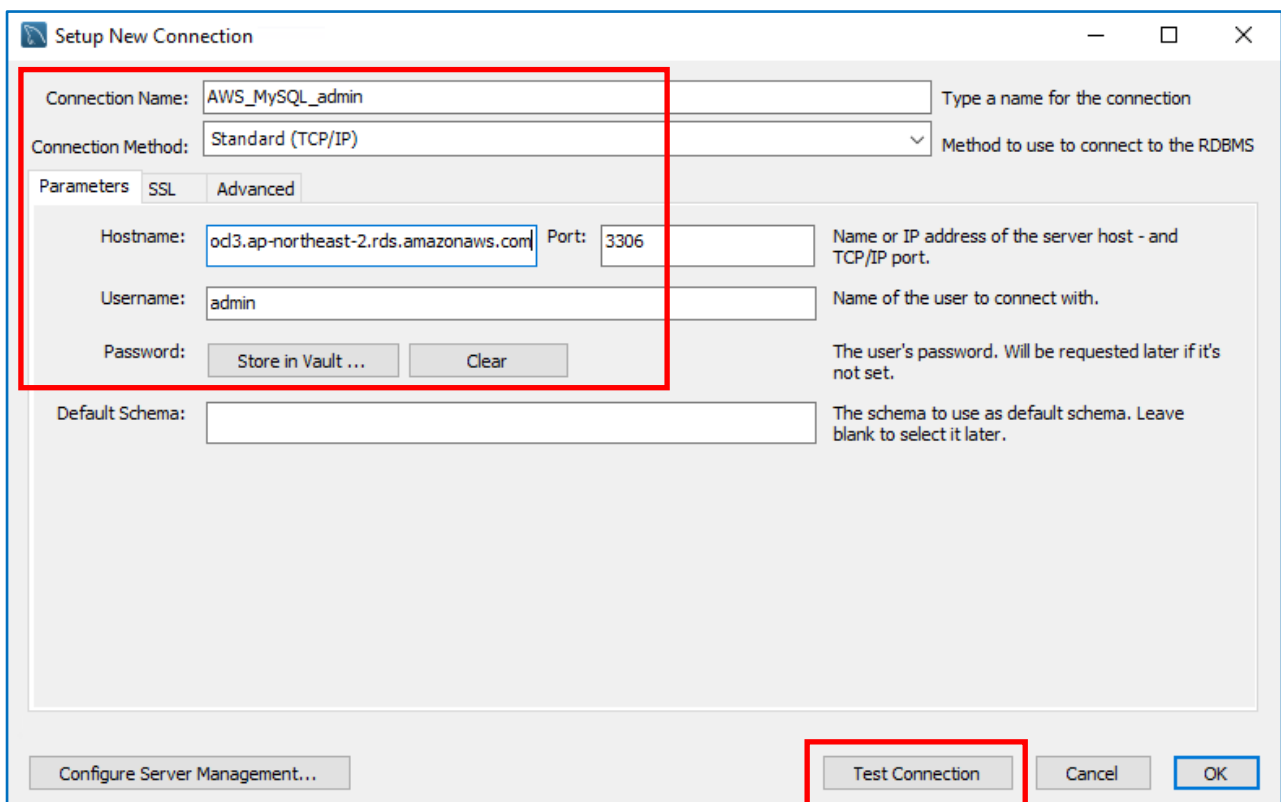 Setup New Connection
Connection Name: AWS_MySQL_admin Type a name for the connection
Connection Method: Standard (TCP/IP) Method to use to connect to the RDBMS
Parameters SSL Advanced
Hostname: ocl3.ap-northeast-2.rds.amazonaws.com Port: 3306 Name or IP address of the server host - and
TCP/IP port.
Username: admin Name of the user to connect with.
Password: Store in Vault ... Clear The user's password. Will be requested later if it's
not set.
Default Schema: The schema to use as default schema. Leave
blank to select it later.
Configure Server Management... Test Connection Cancel OK